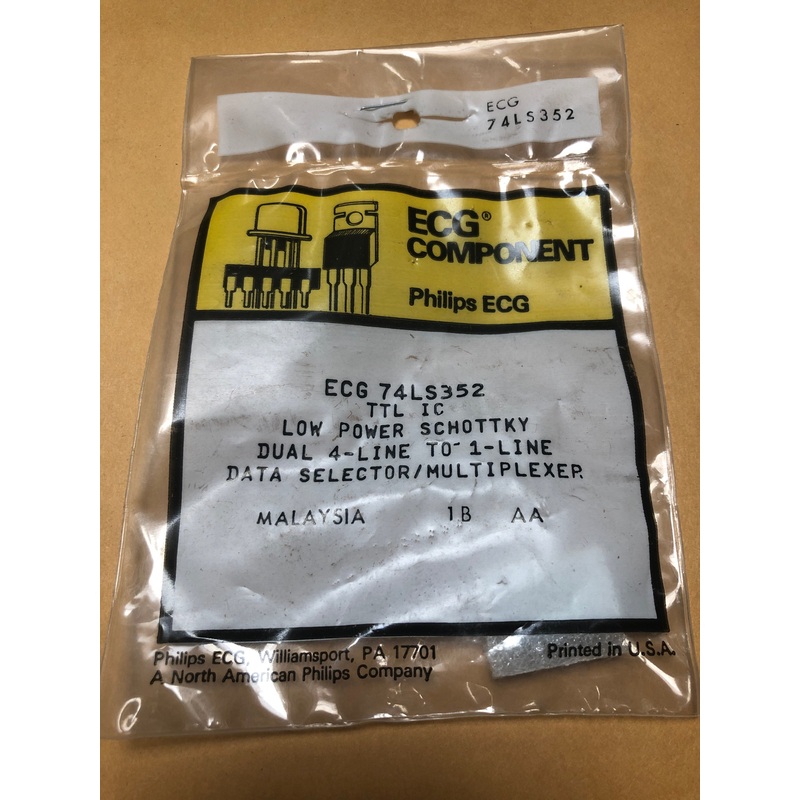 ECG
74LS352
ECG®
COMPONENT
Philips ECG
ECG 74LS352
TTL IC
LOW POWER SCHOTTKY
DUAL 4-LINE TO 1-LINE
DATA SELECTOR/MULTIPLEXER
MALAYSIA 1B AA
Philips ECG, Williamsport, PA 17701
A North American Philips Company
Printed in U.S.A.